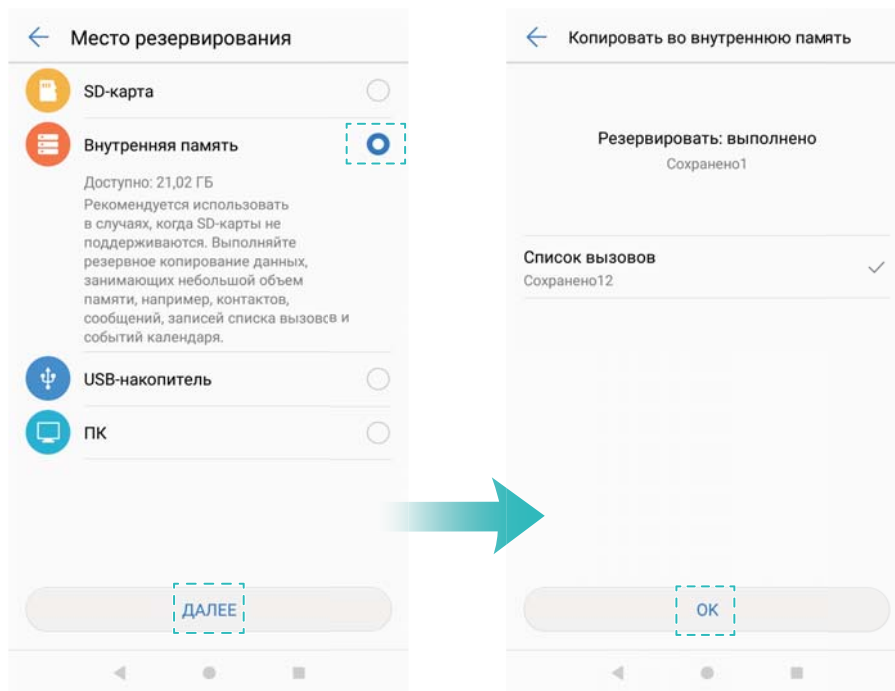 Место резервирования
SD-карта
Внутренняя память
Доступно: 21,02 ГБ
Рекомендуется использовать
в случаях, когда SD-карты не
поддерживаются. Выполняйте
резервное копирование данных,
занимающих небольшой объем
памяти, например, контактов,
сообщений, записей списка вызовов и
событий календаря.
USB-накопитель
ПК
ДАЛЕЕ
Копировать во внутреннюю память
Резервировать: выполнено
Сохранено1
Список вызовов
Сохранено12
ОК